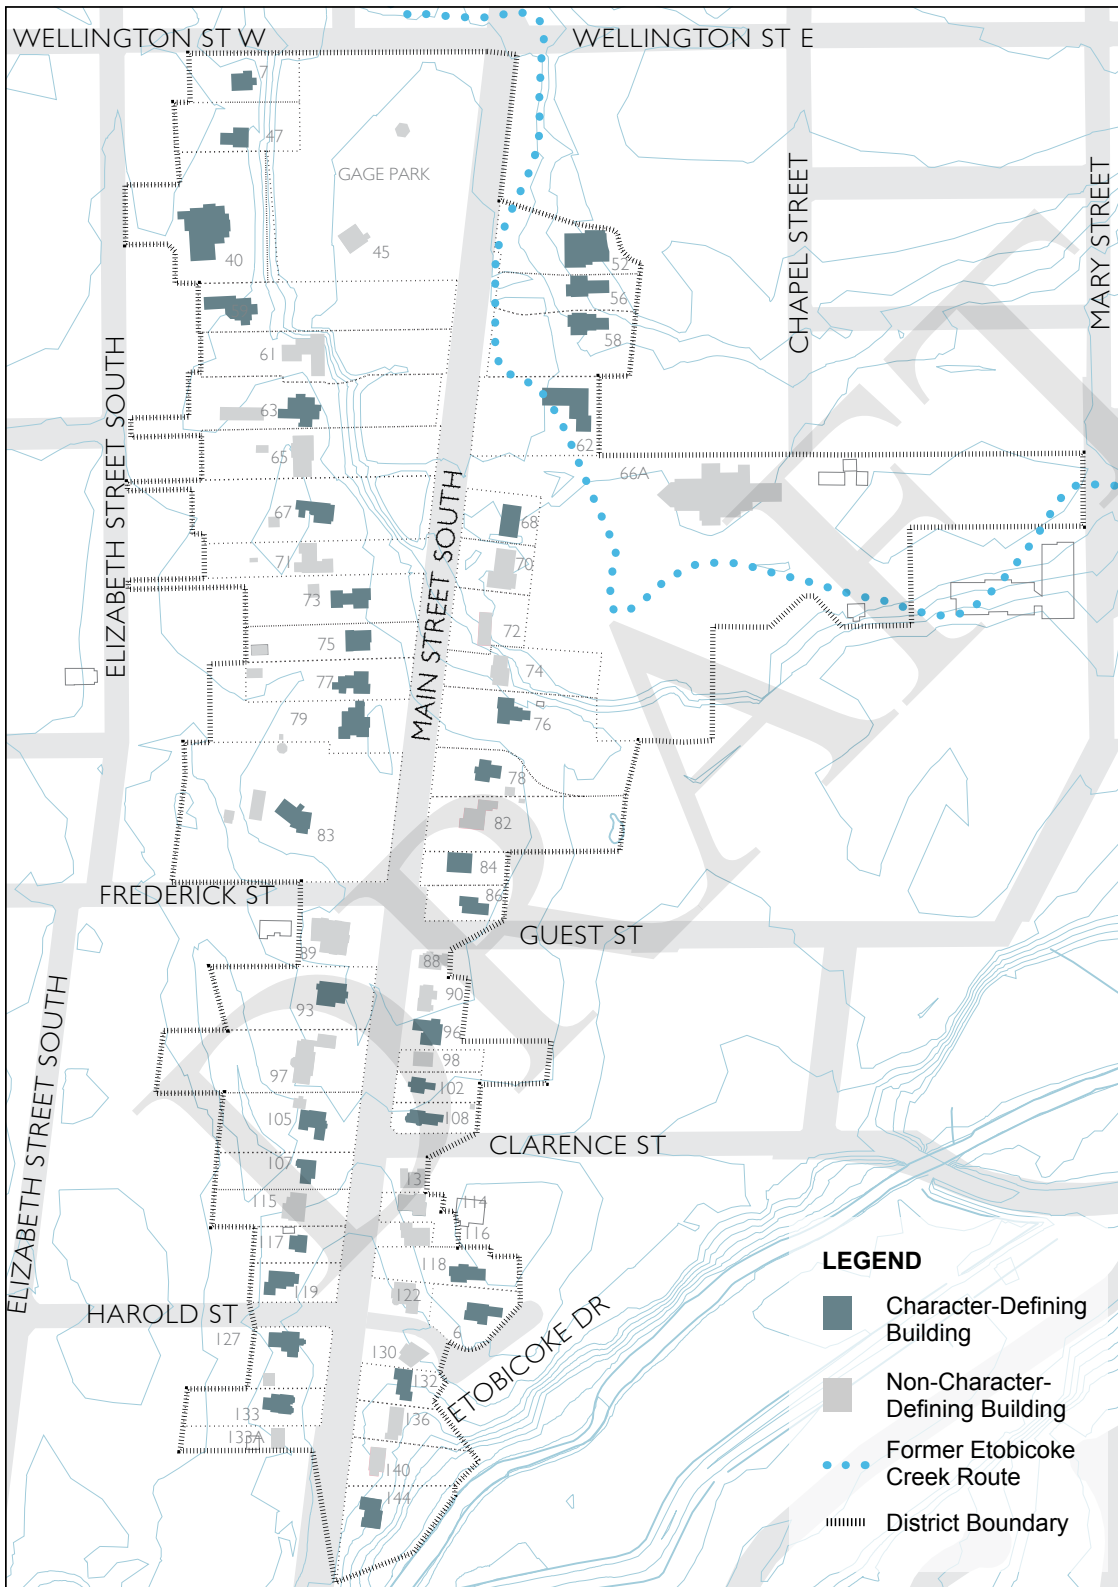 WELLINGTON ST W
WELLINGTON ST E
7
47
GAGE PARK
45
40
52
56
58
CHAPEL STREET
MARY STREET
61
63
62
65
66A
ELIZABETH STREET SOUTH
MAIN STREET SOUTH
67
68
71
70
73
72
75
74
77
76
79
78
83
82
84
86
FREDERICK ST
GUEST ST
89
88
93
90
96
97
98
102
105
108
CLARENCE ST
107
131
115
114
116
117
118
119
122
ELIZABETH STREET SOUTH
HAROLD ST
6
127
130
132
ETOBICOKE DR
133
136
133A
140
144
DRAFT
LEGEND
Character-Defining
Building
Non-Character-
Defining Building
Former Etobicoke
Creek Route
District Boundary